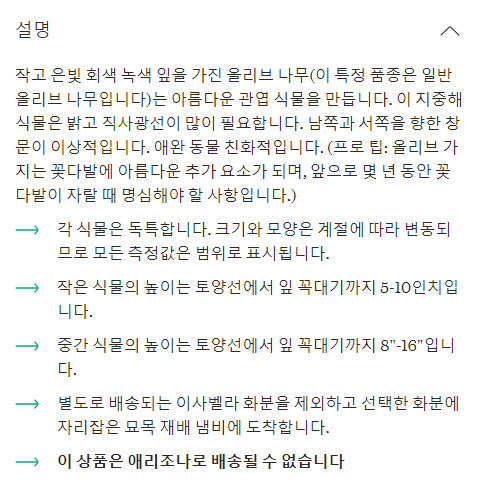 설명
작고 은빛 회색 녹색 잎을 가진 올리브 나무(이 특정 품종은 일반
올리브 나무입니다)는 아름다운 관엽 식물을 만듭니다. 이 지중해
식물은 밝고 직사광선이 많이 필요합니다. 남쪽과 서쪽을 향한 창
문이 이상적입니다. 애완 동물 친화적입니다. (프로 팁: 올리브 가
지는 꽃다발에 아름다운 추가 요소가 되며, 앞으로 몇 년 동안 꽃
다발이 자랄 때 명심해야 할 사항입니다.)
각 식물은 독특합니다. 크기와 모양은 계절에 따라 변동되
므로 모든 측정값은 범위로 표시됩니다.
작은 식물의 높이는 토양선에서 잎 꼭대기까지 5-10인치입
니다.
중간 식물의 높이는 토양선에서 잎 꼭대기까지 8"-16"입니
다.
별도로 배송되는 이사벨라 화분을 제외하고 선택한 화분에
자리잡은 묘목 재배 냄비에 도착합니다.
이 상품은 애리조나로 배송될 수 없습니다